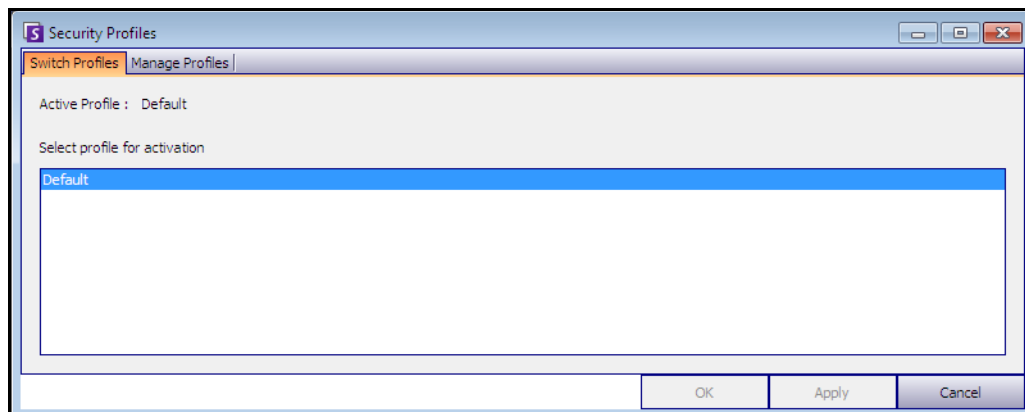 Security Profiles
Switch Profiles Manage Profiles
Active Profile : Default
Select profile for activation
Default
OK Apply Cancel